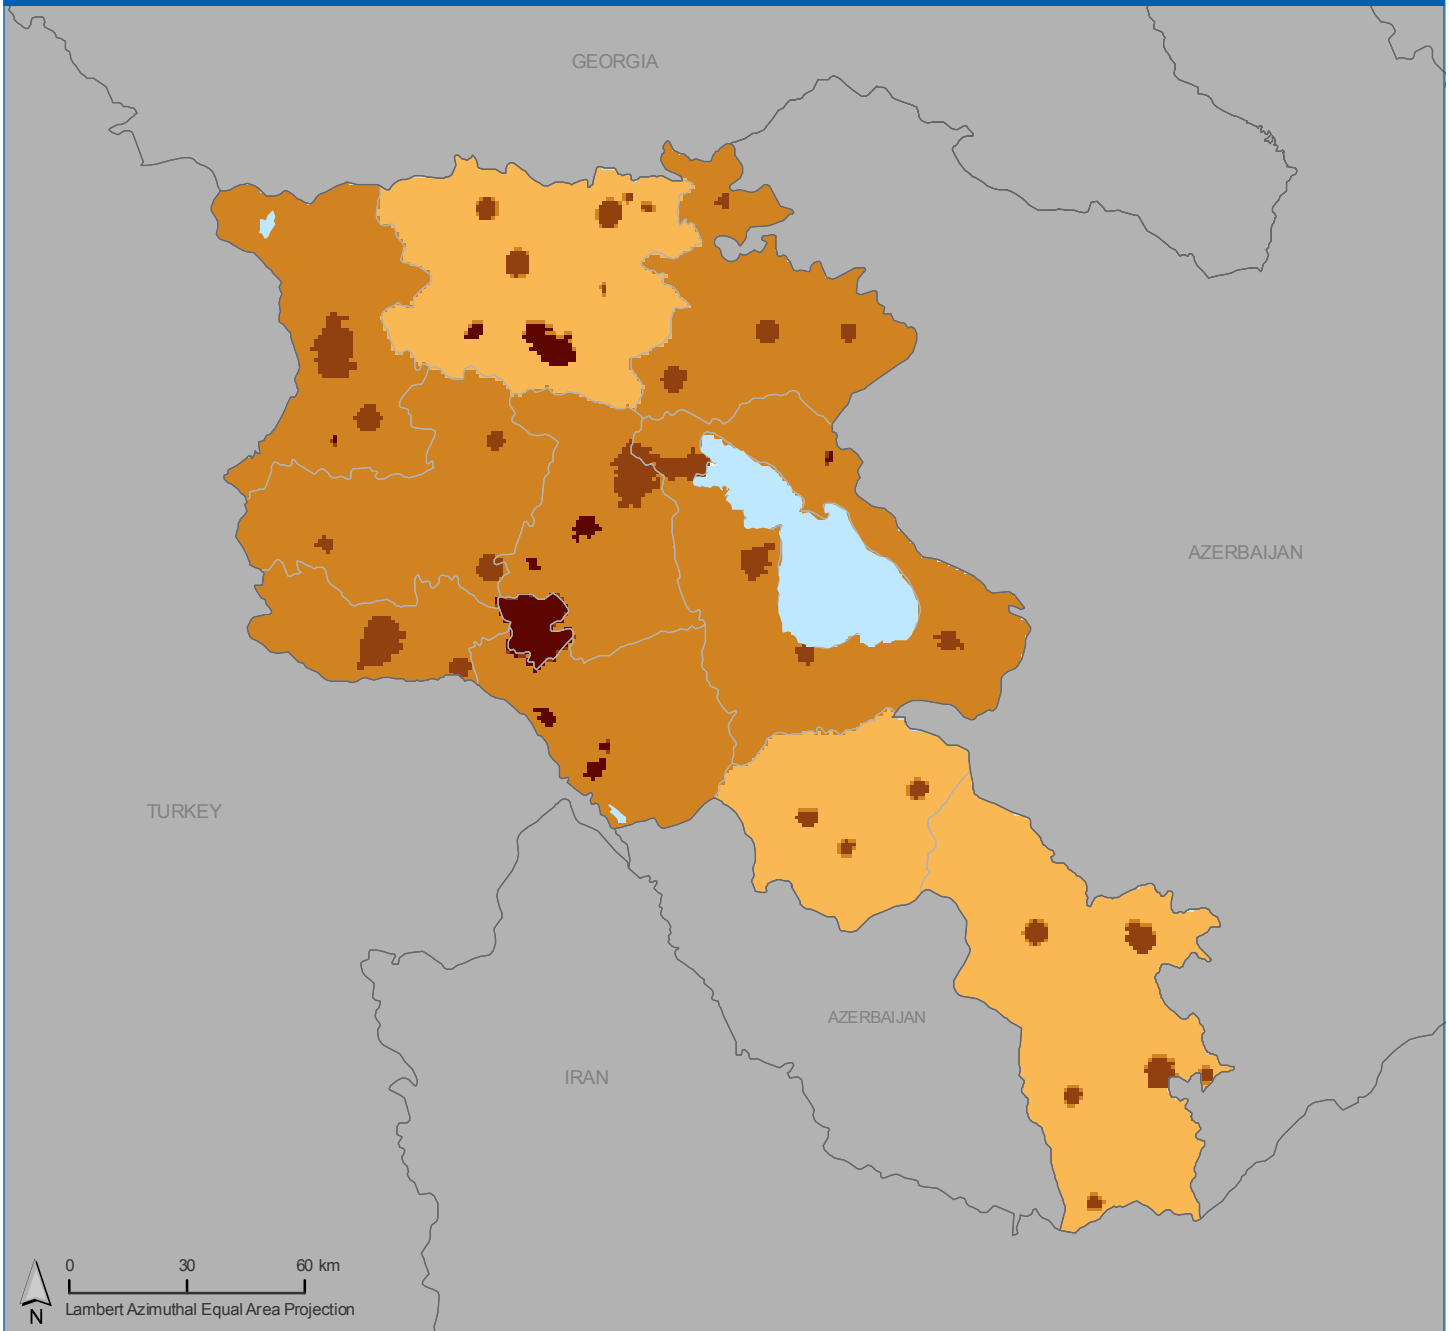 GEORGIA
AZERBAIJAN
TURKEY
AZERBAIJAN
IRAN
0 30 60 km
Lambert Azimuthal Equal Area Projection
N